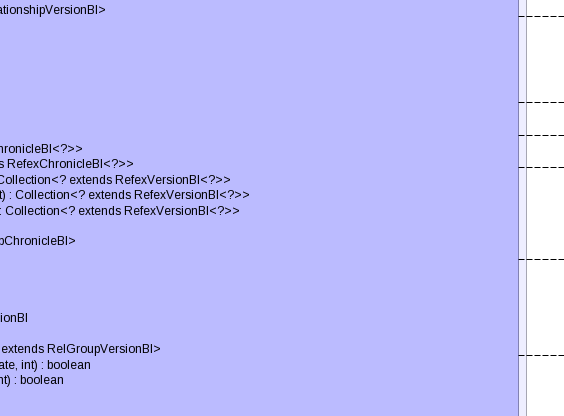 ationshipVersionBI>
hronicleBI<?>>
s RefexChronicleBI<?>>
Collection<? extends RefexVersionBI<?>>
t) : Collection<? extends RefexVersionBI<?>>
: Collection<? extends RefexVersionBI<?>>
pChronicleBI>
ionBI
extends RelGroupVersionBI>
ate, int) : boolean
nt) : boolean